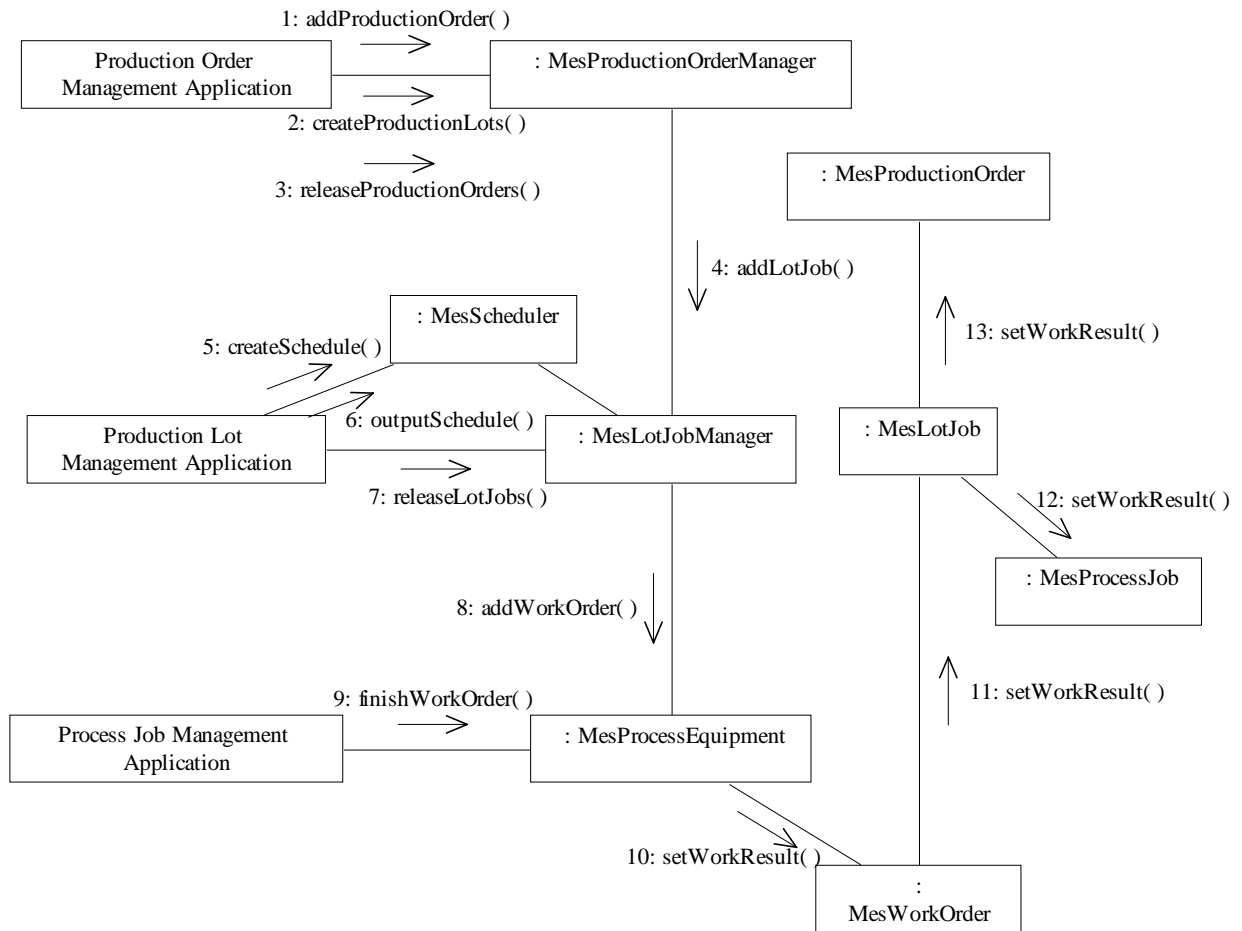 1: addProductionOrder( )
Production Order
Management Application
: MesProductionOrderManager
2: createProductionLots( )
3: releaseProductionOrders( )
: MesProductionOrder
4: addLotJob( )
: MesScheduler
13: setWorkResult( )
5: createSchedule( )
6: outputSchedule( )
Production Lot
Management Application
: MesLotJobManager
: MesLotJob
7: releaseLotJobs( )
12: setWorkResult( )
: MesProcessJob
8: addWorkOrder( )
9: finishWorkOrder( )
11: setWorkResult( )
Process Job Management
Application
: MesProcessEquipment
10: setWorkResult( )
:
MesWorkOrder